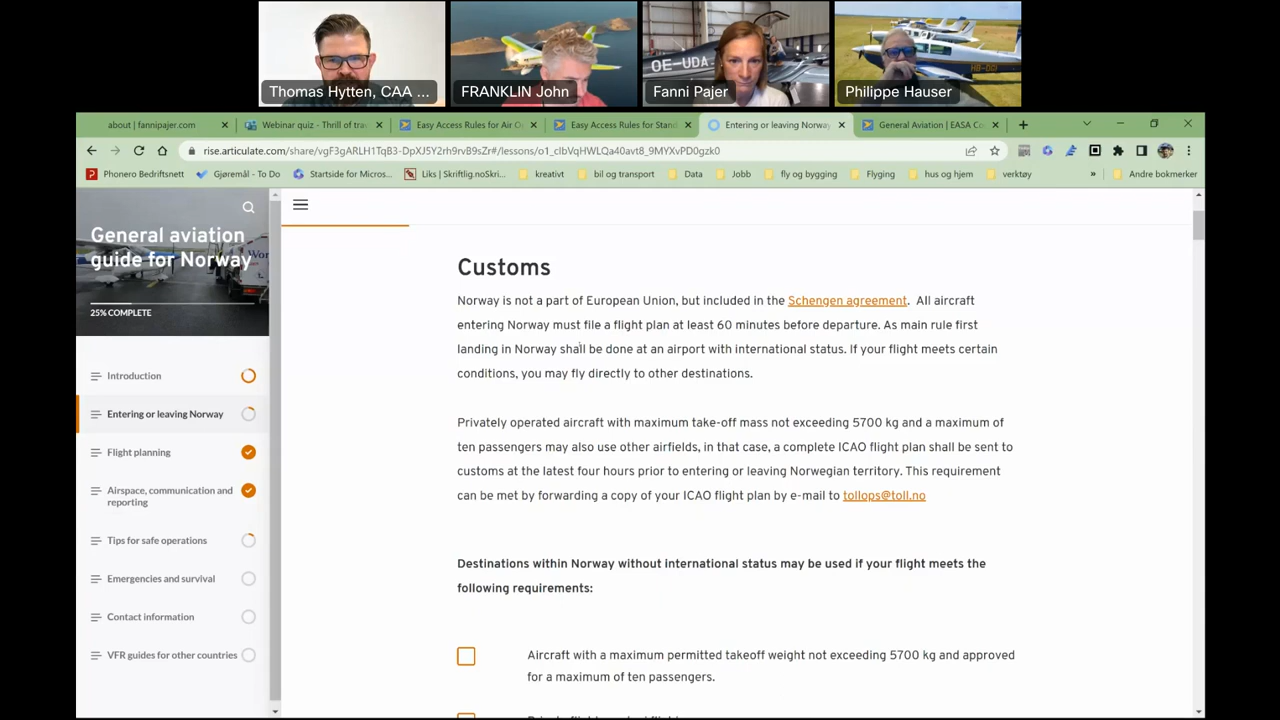 Thomas Hytten, CAA ...
FRANKLIN John
OE-UDA
Fanni Pajer
Philippe Hauser
about | fannipajer.com
Webinar quiz - Thrill of tra
Easy Access Rules for Air O
Easy Access Rules for Stand
Entering or leaving Norway
General Aviation | EASA Co
rise.articulate.com/share/vgF3gARLH1TqB3-DpXJ5Y2rh9rvB9sZr#/lessons/o1_cIbVqHWLQa40avt8_9MYXvPD0gzk0
Phonero Bedriftsnett
Gjøremål - To Do
Startside for Micros...
Liks | Skriftlig.noSkri...
kreativt
bil og transport
Data
Jobb
fly og bygging
Flyging
hus og hjem
verktøy
»
Andre bokmerker
General aviation
guide for Norway
25% COMPLETE
Introduction
Entering or leaving Norway
Flight planning
Airspace, communication and
reporting
Tips for safe operations
Emergencies and survival
Contact information
VFR guides for other countries
Customs
Norway is not a part of European Union, but included in the Schengen agreement. All aircraft
entering Norway must file a flight plan at least 60 minutes before departure. As main rule first
landing in Norway shall be done at an airport with international status. If your flight meets certain
conditions, you may fly directly to other destinations.
Privately operated aircraft with maximum take-off mass not exceeding 5700 kg and a maximum of
ten passengers may also use other airfields, in that case, a complete ICAO flight plan shall be sent to
customs at the latest four hours prior to entering or leaving Norwegian territory. This requirement
can be met by forwarding a copy of your ICAO flight plan by e-mail to tollops@toll.no
Destinations within Norway without international status may be used if your flight meets the
following requirements:
Aircraft with a maximum permitted takeoff weight not exceeding 5700 kg and approved
for a maximum of ten passengers.